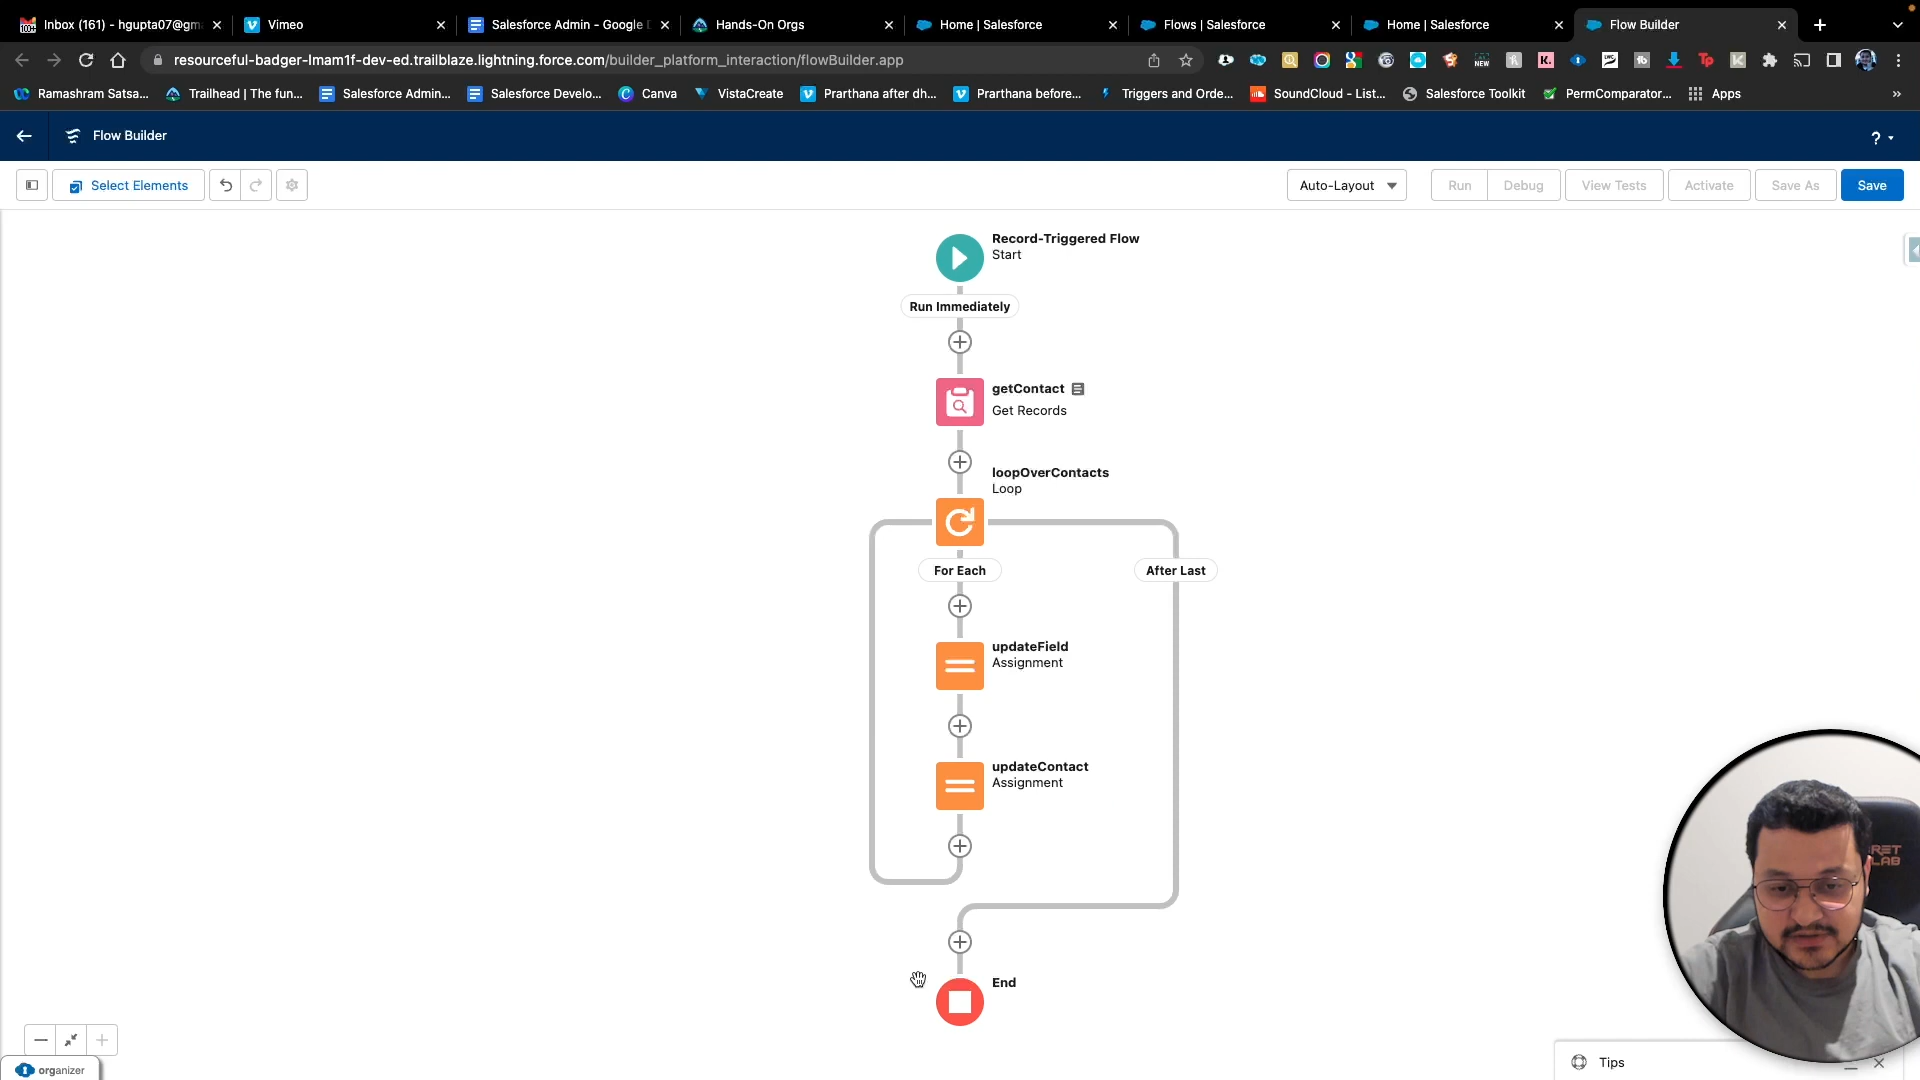 Inbox (161) - hgupta07@gm
Vimeo
Salesforce Admin - Google D
Hands-On Orgs
Home | Salesforce
Flows | Salesforce
Home | Salesforce
Flow Builder
resourceful-badger-lmam1f-dev-ed.trailblaze.lightning.force.com/builder_platform_interaction/flowBuilder.app
NEW
K.
Tp
Ramashram Satsa...
Trailhead | The fun...
Salesforce Admin...
Salesforce Develo...
Canva
VistaCreate
Prarthana after dh...
Prarthana before...
Triggers and Orde...
SoundCloud - List...
Salesforce Toolkit
PermComparator...
Apps
»
Flow Builder
?
Select Elements
Auto-Layout
Run
Debug
View Tests
Activate
Save As
Save
Record-Triggered Flow
Start
Run Immediately
getContact
Get Records
loopOverContacts
Loop
For Each
After Last
updateField
Assignment
updateContact
Assignment
End
RET
LAB
Tips
organizer